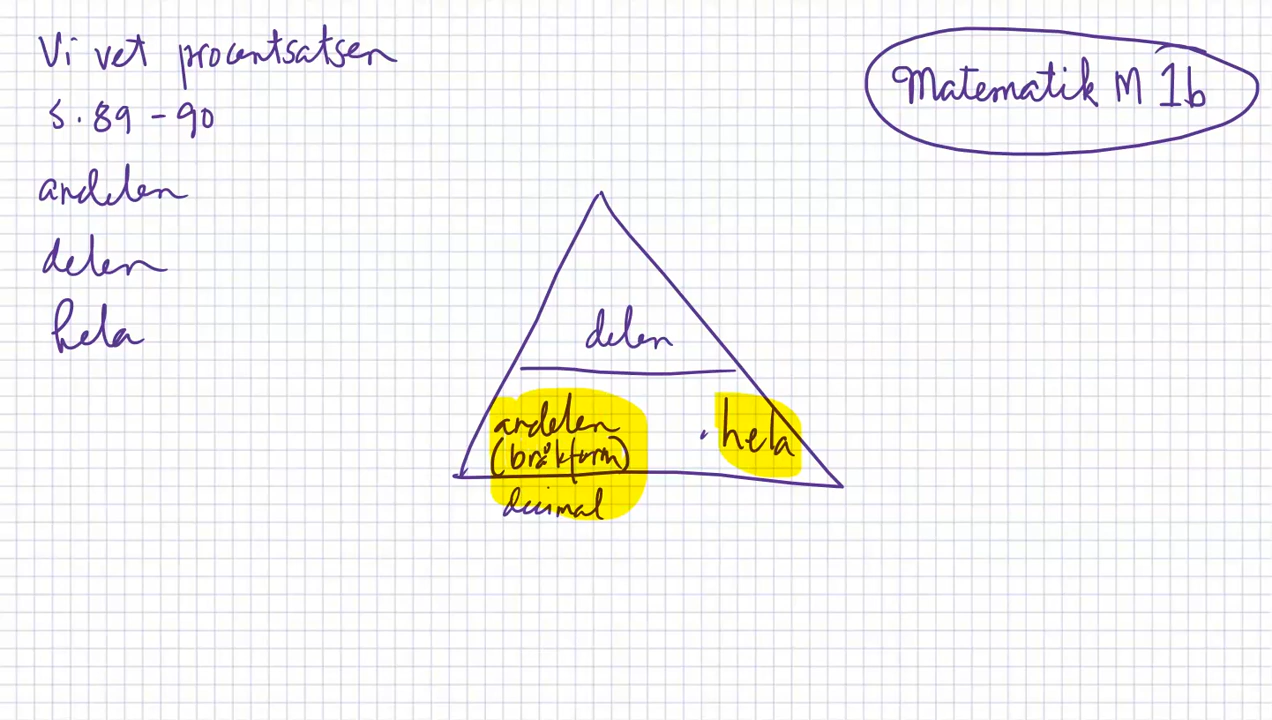 Vi vet procentsatsen
s. 89 - 90
andelen
delen
hela
Matematik M 1b
delen
andelen
(bråkform)
decimal
· hela